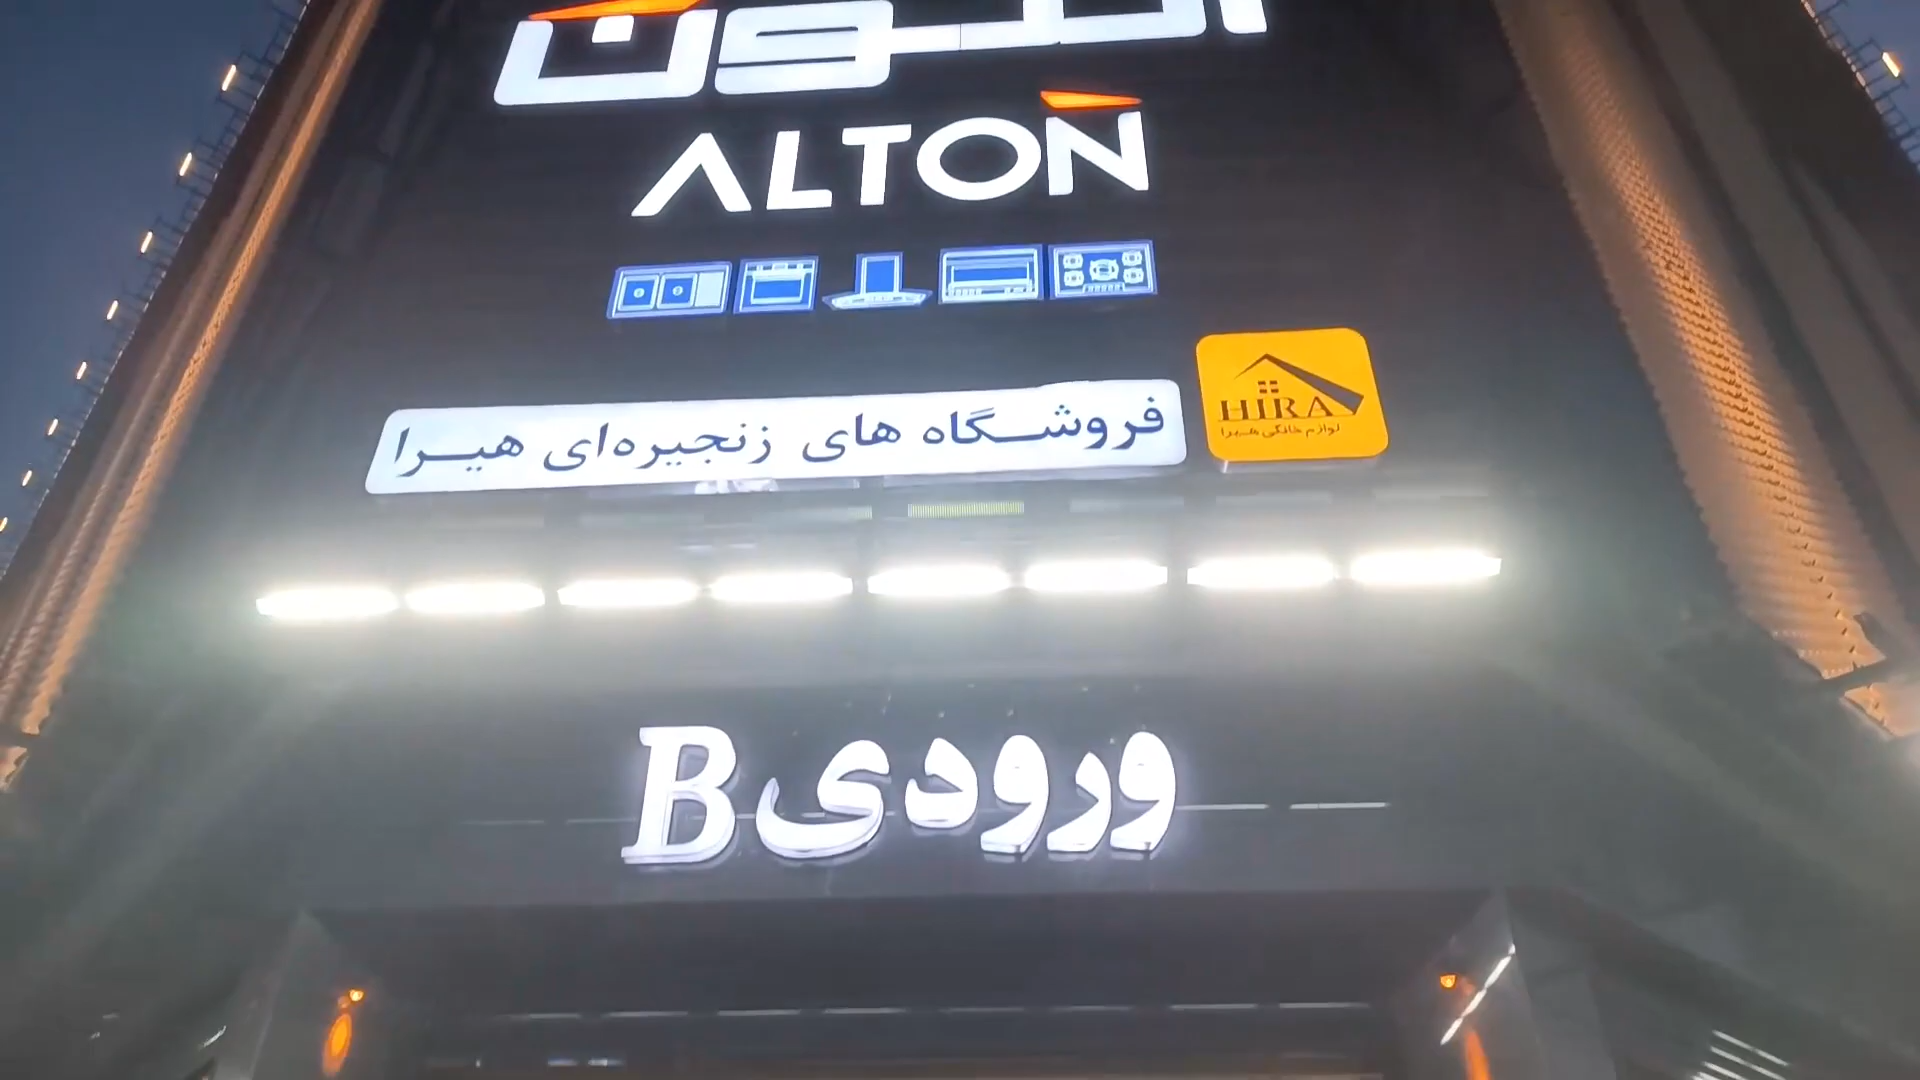 آلتون
ALTON
HIRA
لوازم خانگی هیرا
فروشگاه های زنجیره‌ای هیرا
ورودی B